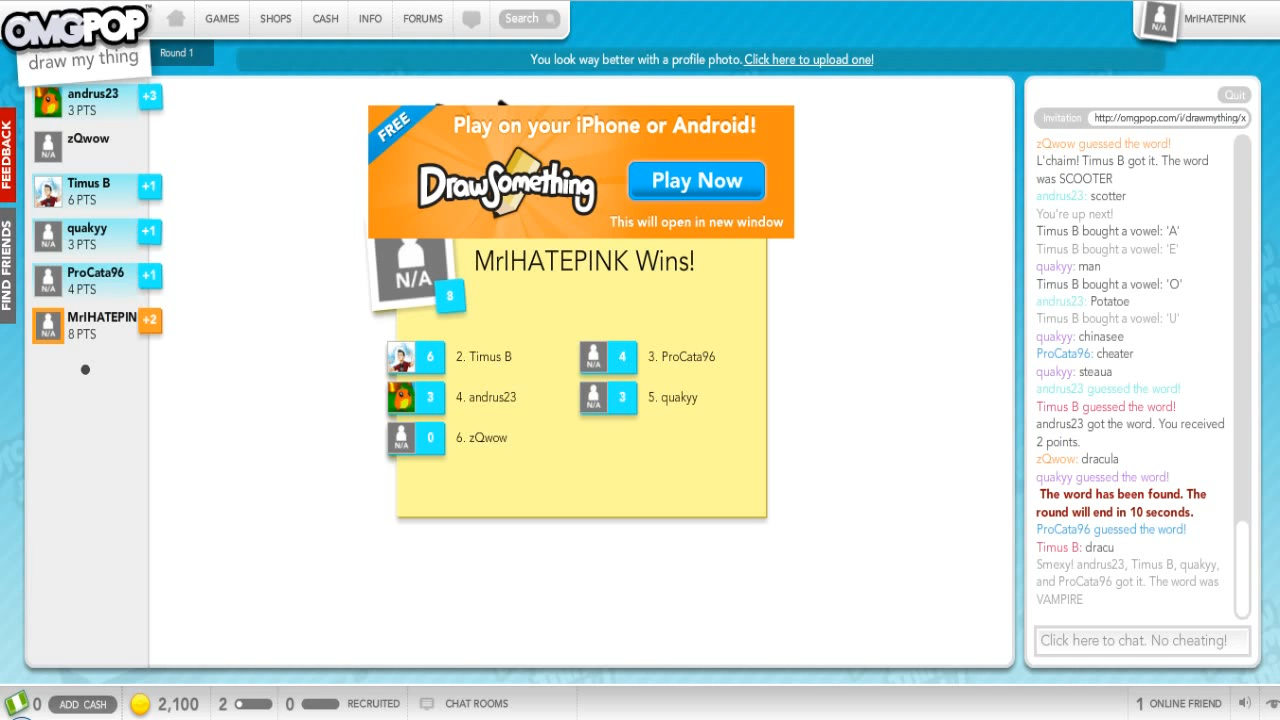 OMGPOP™
draw my thing
GAMES
SHOPS
CASH
INFO
FORUMS
Search
N/A
MrIHATEPINK
Round 1
You look way better with a profile photo. Click here to upload one!
FEEDBACK
FIND FRIENDS
andrus23
3 PTS
+3
N/A
zQwow
Timus B
6 PTS
+1
N/A
quakyy
3 PTS
+1
N/A
ProCata96
4 PTS
+1
N/A
MrIHATEPIN
8 PTS
+2
FREE
Play on your iPhone or Android!
DrawSomething
Play Now
This will open in new window
N/A
8
MrIHATEPINK Wins!
6
2. Timus B
N/A
4
3. ProCata96
3
4. andrus23
N/A
3
5. quakyy
N/A
0
6. zQwow
Quit
Invitation
http://omgpop.com/i/drawmything/x
zQwow guessed the word!
L'chaim! Timus B got it. The word
was SCOOTER
andrus23: scotter
You're up next!
Timus B bought a vowel: 'A'
Timus B bought a vowel: 'E'
quakyy: man
Timus B bought a vowel: 'O'
andrus23: Potatoe
Timus B bought a vowel: 'U'
quakyy: chinasee
ProCata96: cheater
quakyy: steaua
andrus23 guessed the word!
Timus B guessed the word!
andrus23 got the word. You received
2 points.
zQwow: dracula
quakyy guessed the word!
The word has been found. The
round will end in 10 seconds.
ProCata96 guessed the word!
Timus B: dracu
Smexy! andrus23, Timus B, quakyy,
and ProCata96 got it. The word was
VAMPIRE
Click here to chat. No cheating!
0
ADD CASH
2,100
2
0
RECRUITED
CHAT ROOMS
1 ONLINE FRIEND